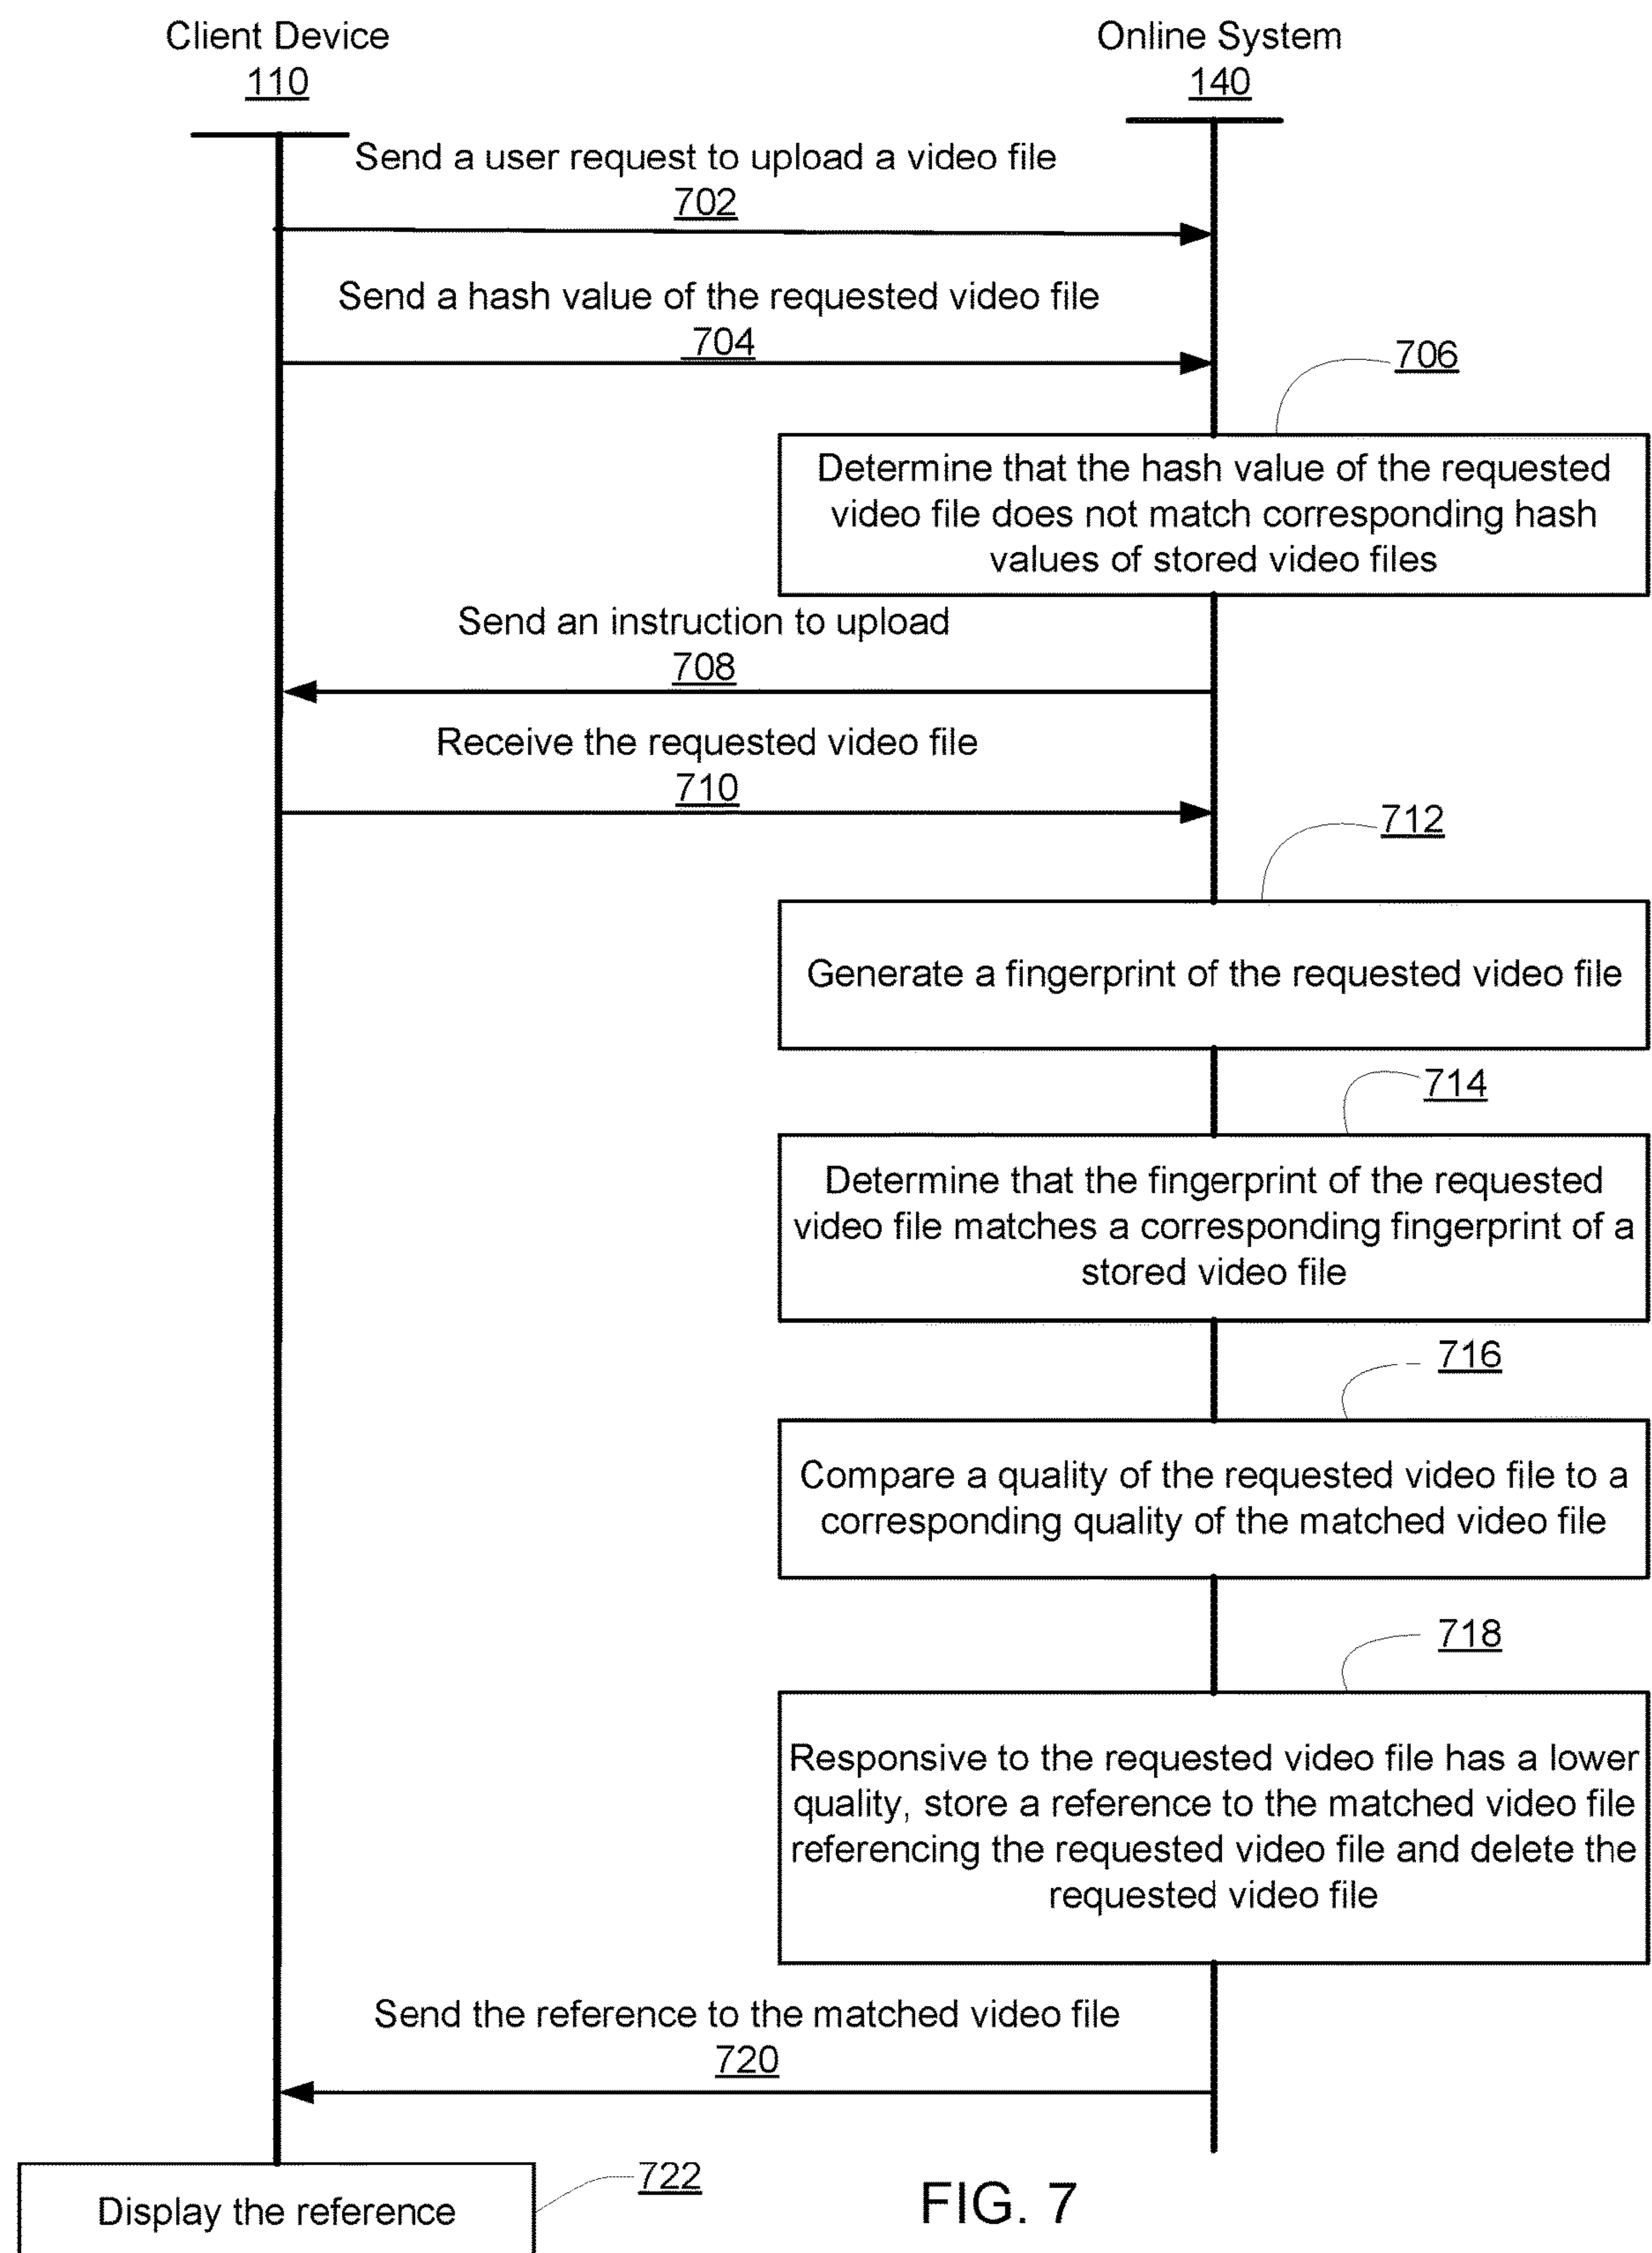 Client Device
110
Online System
140
Send a user request to upload a video file
702
Send a hash value of the requested video file
704
706
Determine that the hash value of the requested
video file does not match corresponding hash
values of stored video files
Send an instruction to upload
708
Receive the requested video file
710
712
Generate a fingerprint of the requested video file
714
Determine that the fingerprint of the requested
video file matches a corresponding fingerprint of a
stored video file
716
Compare a quality of the requested video file to a
corresponding quality of the matched video file
718
Responsive to the requested video file has a lower
quality, store a reference to the matched video file
referencing the requested video file and delete the
requested video file
Send the reference to the matched video file
720
722
Display the reference
FIG. 7